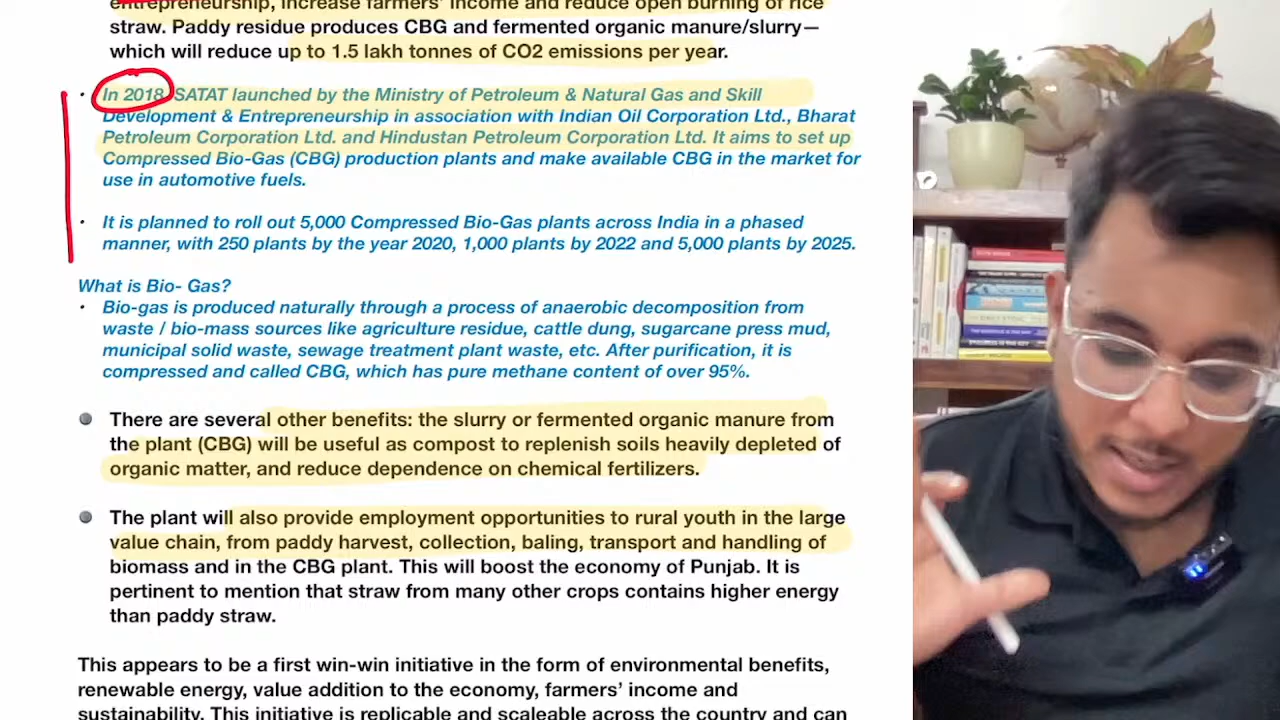 entrepreneurship, increase farmers' income and reduce open burning of rice
straw. Paddy residue produces CBG and fermented organic manure/slurry—
which will reduce up to 1.5 lakh tonnes of CO2 emissions per year.
• In 2018, SATAT launched by the Ministry of Petroleum & Natural Gas and Skill
Development & Entrepreneurship in association with Indian Oil Corporation Ltd., Bharat
Petroleum Corporation Ltd. and Hindustan Petroleum Corporation Ltd. It aims to set up
Compressed Bio-Gas (CBG) production plants and make available CBG in the market for
use in automotive fuels.
• It is planned to roll out 5,000 Compressed Bio-Gas plants across India in a phased
manner, with 250 plants by the year 2020, 1,000 plants by 2022 and 5,000 plants by 2025.
What is Bio- Gas?
• Bio-gas is produced naturally through a process of anaerobic decomposition from
waste / bio-mass sources like agriculture residue, cattle dung, sugarcane press mud,
municipal solid waste, sewage treatment plant waste, etc. After purification, it is
compressed and called CBG, which has pure methane content of over 95%.
There are several other benefits: the slurry or fermented organic manure from
the plant (CBG) will be useful as compost to replenish soils heavily depleted of
organic matter, and reduce dependence on chemical fertilizers.
The plant will also provide employment opportunities to rural youth in the large
value chain, from paddy harvest, collection, baling, transport and handling of
biomass and in the CBG plant. This will boost the economy of Punjab. It is
pertinent to mention that straw from many other crops contains higher energy
than paddy straw.
This appears to be a first win-win initiative in the form of environmental benefits,
renewable energy, value addition to the economy, farmers' income and
sustainability. This initiative is replicable and scaleable across the country and can